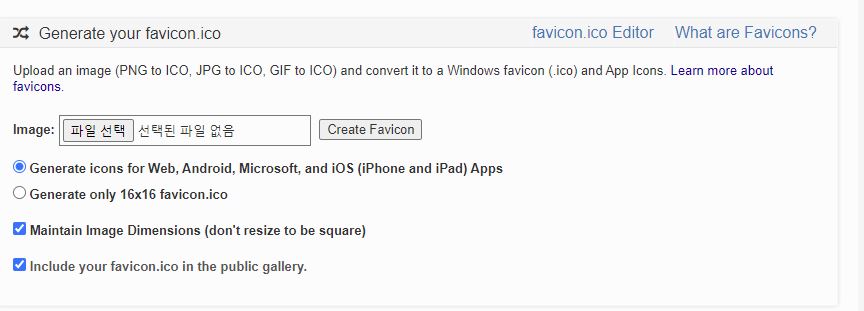 Generate your favicon.ico favicon.ico Editor What are Favicons?
Upload an image (PNG to ICO, JPG to ICO, GIF to ICO) and convert it to a Windows favicon (.ico) and App Icons. Learn more about
favicons.
Image: 파일 선택 선택된 파일 없음 Create Favicon
Generate icons for Web, Android, Microsoft, and iOS (iPhone and iPad) Apps
Generate only 16x16 favicon.ico
Maintain Image Dimensions (don't resize to be square)
Include your favicon.ico in the public gallery.